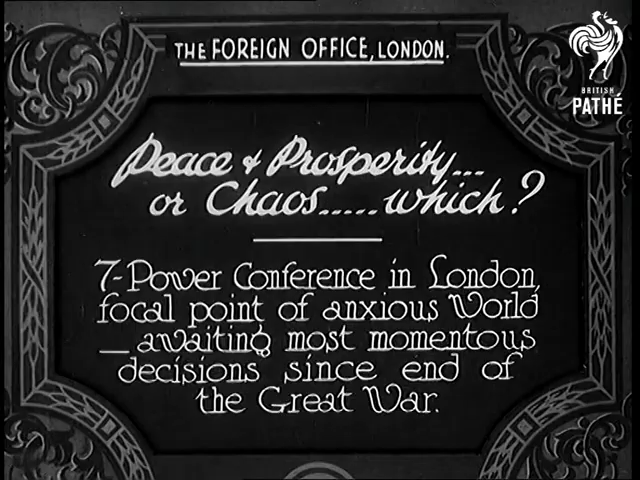 THE FOREIGN OFFICE, LONDON.
BRITISH
PATHÉ
Peace & Prosperity...
or Chaos.....which?
7-Power Conference in London,
focal point of anxious World
— awaiting most momentous
decisions since end of
the Great War.